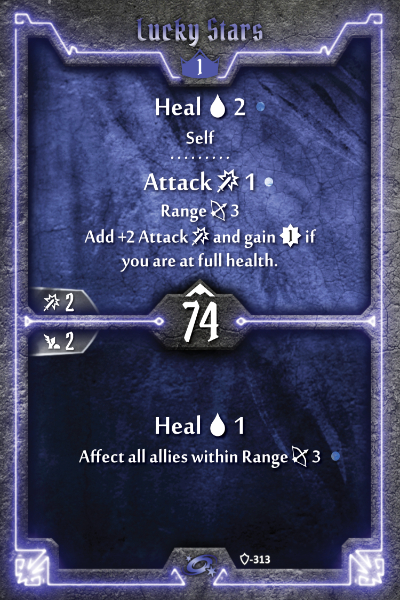 Lucky Stars
1
Heal 2
Self
Attack 1
Range 3
Add +2 Attack and gain 1 if
you are at full health.
2
74
2
Heal 1
Affect all allies within Range 3
-313